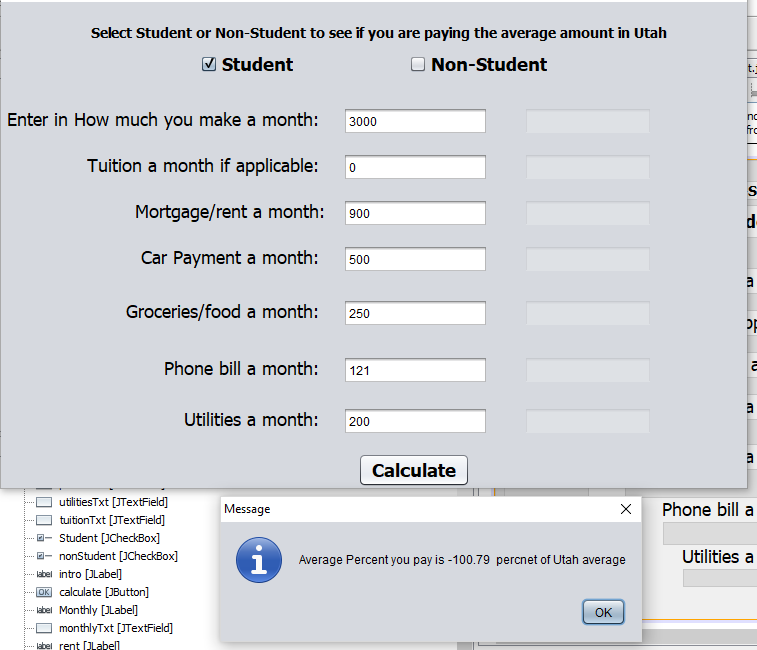 Select Student or Non-Student to see if you are paying the average amount in Utah
Student Non-Student
Enter in How much you make a month: 3000
Tuition a month if applicable: 0
Mortgage/rent a month: 900
Car Payment a month: 500
Groceries/food a month: 250
Phone bill a month: 121
Utilities a month: 200
Calculate
utilitiesTxt [JTextField]
tuitionTxt [JTextField]
Student [JCheckBox]
nonStudent [JCheckBox]
label intro [JLabel]
OK calculate [JButton]
label Monthly [JLabel]
monthlyTxt [JTextField]
label rent [JLabel]
Message
Average Percent you pay is -100.79 percnet of Utah average
OK
Phone bill a
Utilities a